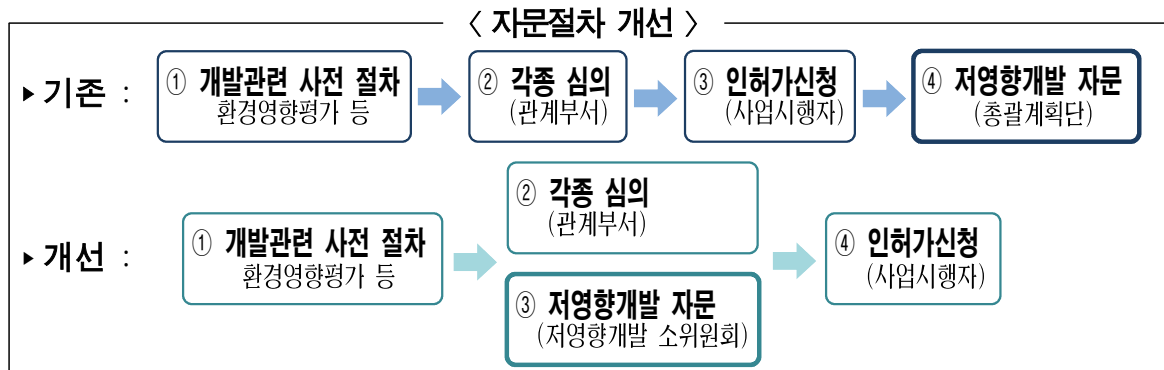 〈 자문절차 개선 〉
▸기존 :
① 개발관련 사전 절차
환경영향평가 등
② 각종 심의
(관계부서)
③ 인허가신청
(사업시행자)
④ 저영향개발 자문
(총괄계획단)
▸개선 :
① 개발관련 사전 절차
환경영향평가 등
② 각종 심의
(관계부서)
③ 저영향개발 자문
(저영향개발 소위원회)
④ 인허가신청
(사업시행자)